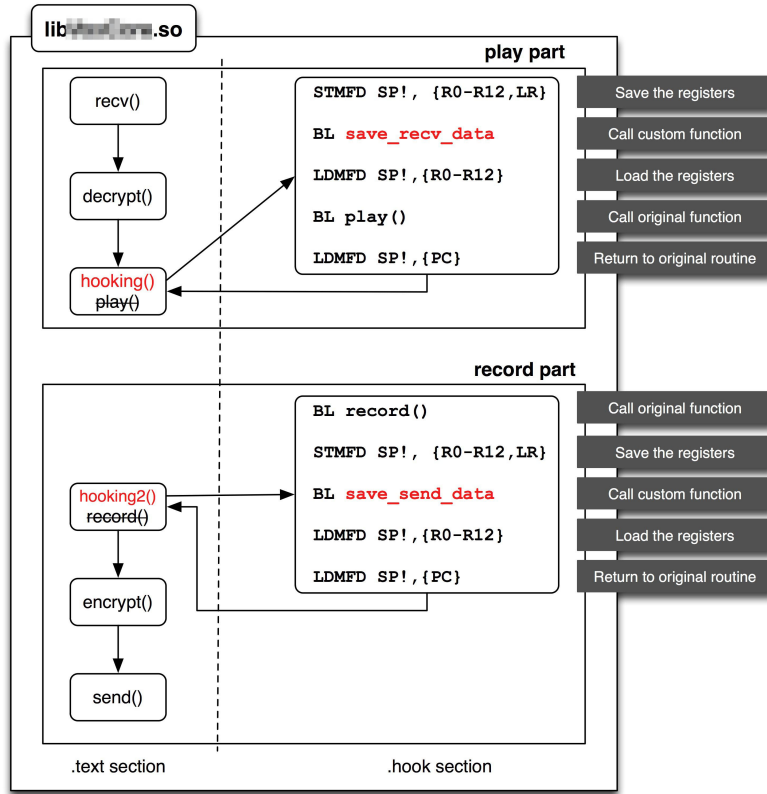 lib .so
play part
recv()
decrypt()
hooking()
play()
STMFD SP!, {R0-R12,LR}
BL save_recv_data
LDMFD SP!,{R0-R12}
BL play()
LDMFD SP!,{PC}
Save the registers
Call custom function
Load the registers
Call original function
Return to original routine
record part
hooking2()
record()
encrypt()
send()
BL record()
STMFD SP!, {R0-R12,LR}
BL save_send_data
LDMFD SP!,{R0-R12}
LDMFD SP!,{PC}
Call original function
Save the registers
Call custom function
Load the registers
Return to original routine
.text section
.hook section